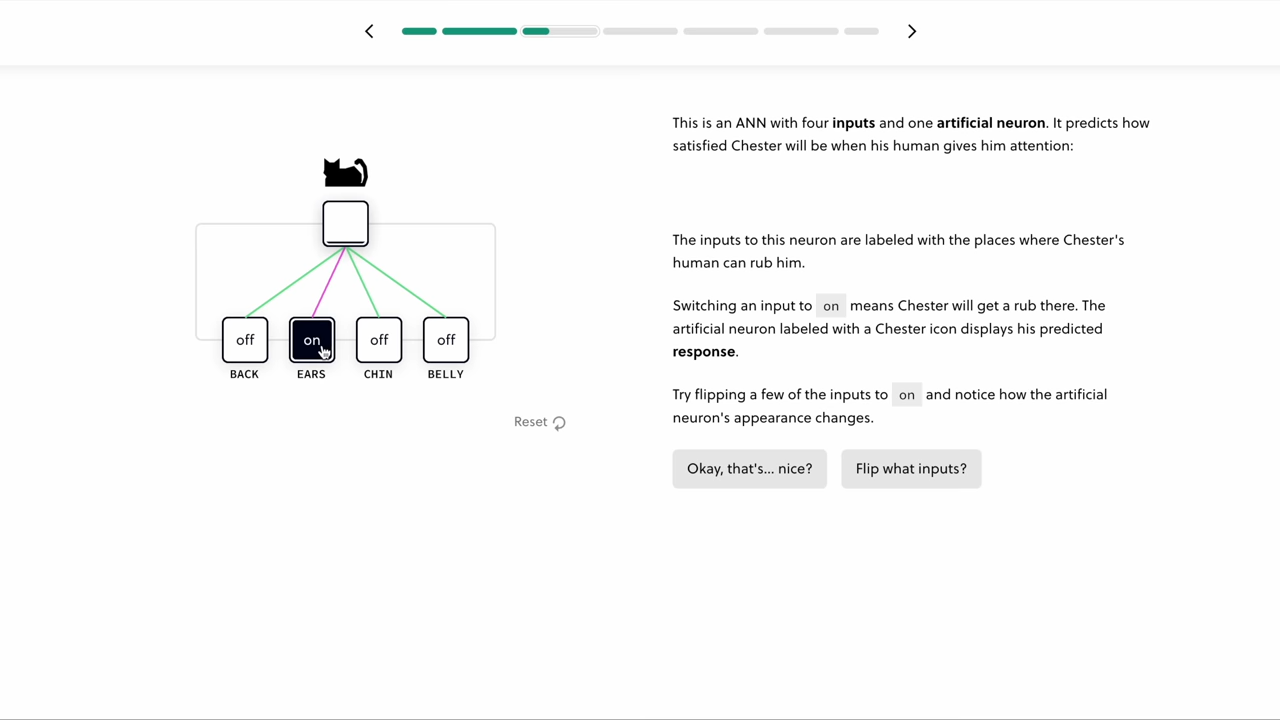 This is an ANN with four inputs and one artificial neuron. It predicts how
satisfied Chester will be when his human gives him attention:
The inputs to this neuron are labeled with the places where Chester's
human can rub him.
Switching an input to on means Chester will get a rub there. The
artificial neuron labeled with a Chester icon displays his predicted
response.
Try flipping a few of the inputs to on and notice how the artificial
neuron's appearance changes.
Okay, that's... nice? Flip what inputs?
off on off off
BACK EARS CHIN BELLY
Reset